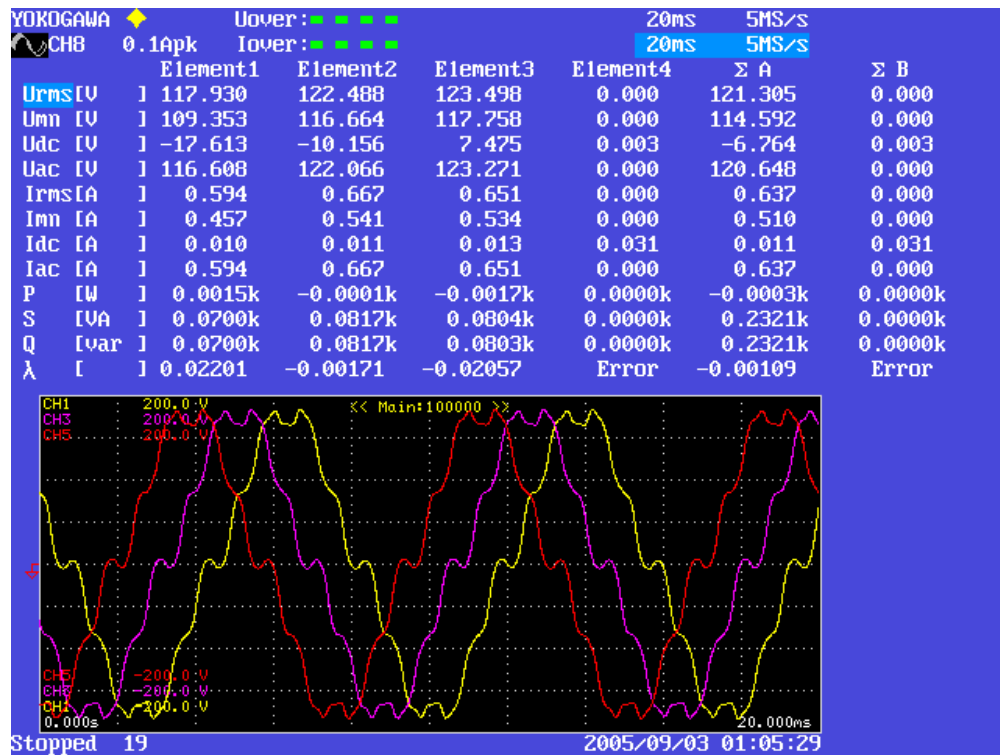 YOKOGAWA Uover: 20ms 5MS/s
CH8 0.1Apk Iover: 20ms 5MS/s
Element1 Element2 Element3 Element4 Σ A Σ B
Urms[V ] 117.930 122.488 123.498 0.000 121.305 0.000
Umn [V ] 109.353 116.664 117.758 0.000 114.592 0.000
Udc [V ] -17.613 -10.156 7.475 0.003 -6.764 0.003
Uac [V ] 116.608 122.066 123.271 0.000 120.648 0.000
Irms[A ] 0.594 0.667 0.651 0.000 0.637 0.000
Imn [A ] 0.457 0.541 0.534 0.000 0.510 0.000
Idc [A ] 0.010 0.011 0.013 0.031 0.011 0.031
Iac [A ] 0.594 0.667 0.651 0.000 0.637 0.000
P [W ] 0.0015k -0.0001k -0.0017k 0.0000k -0.0003k 0.0000k
S [VA ] 0.0700k 0.0817k 0.0804k 0.0000k 0.2321k 0.0000k
Q [var ] 0.0700k 0.0817k 0.0803k 0.0000k 0.2321k 0.0000k
λ [ ] 0.02201 -0.00171 -0.02057 Error -0.00109 Error
CH1 200.0 V << Main:100000 >>
CH3 200.0 V
CH5 200.0 V
CH5 -200.0 V
CH3 -200.0 V
CH1 -200.0 V
0.000s 20.000ms
Stopped 19 2005/09/03 01:05:29